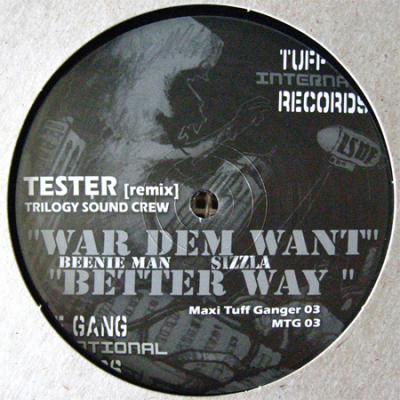 TUFF
INTERNA
RECORDS
TESTER [remix]
TRILOGY SOUND CREW
"WAR DEM WANT"
BEENIE MAN SIZZLA
"BETTER WAY "
Maxi Tuff Ganger 03
MTG 03
GANG
ATIONAL